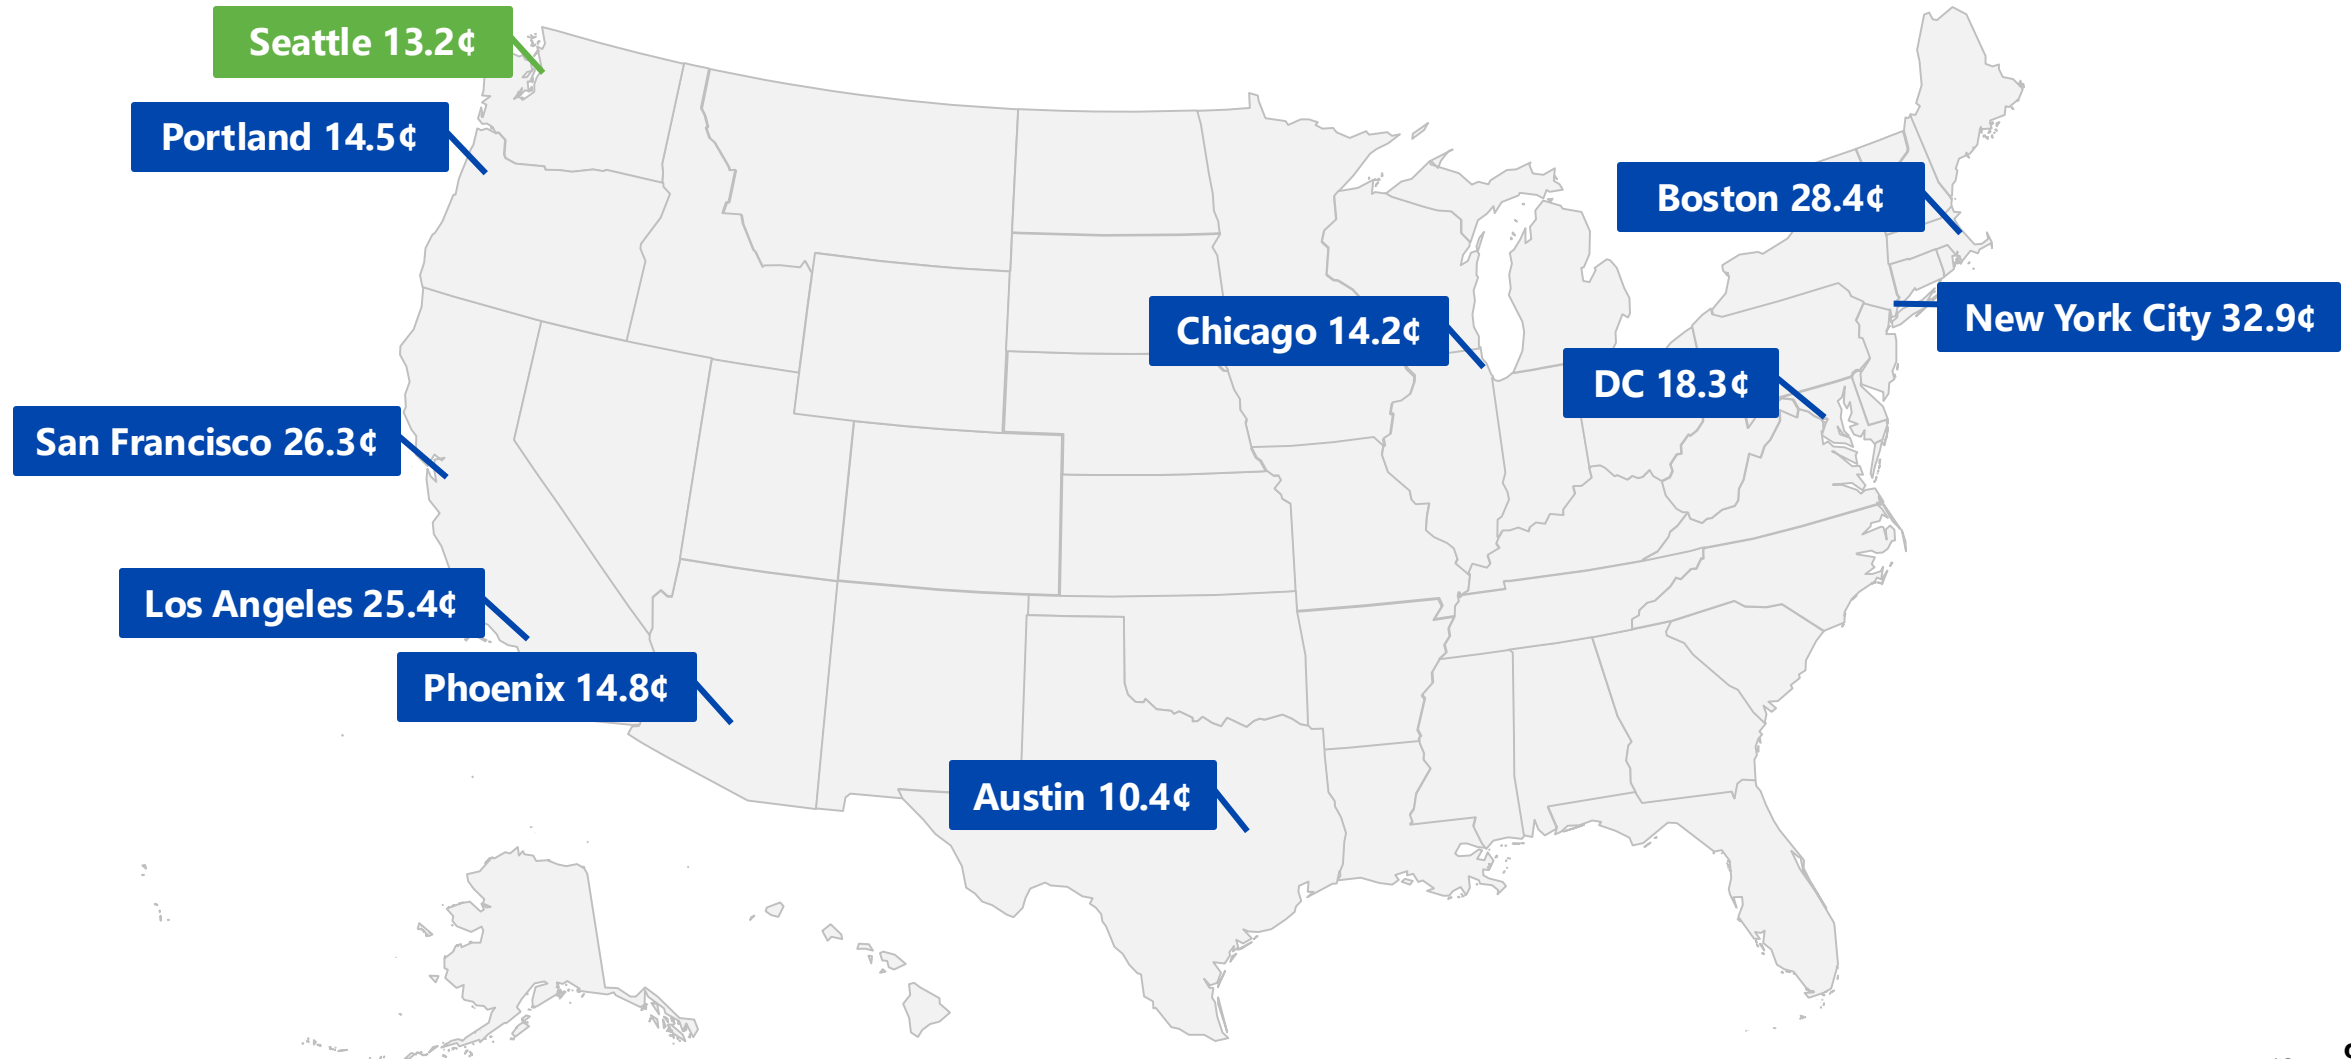 Seattle 13.2¢
Portland 14.5¢
Boston 28.4¢
New York City 32.9¢
Chicago 14.2¢
DC 18.3¢
San Francisco 26.3¢
Los Angeles 25.4¢
Phoenix 14.8¢
Austin 10.4¢